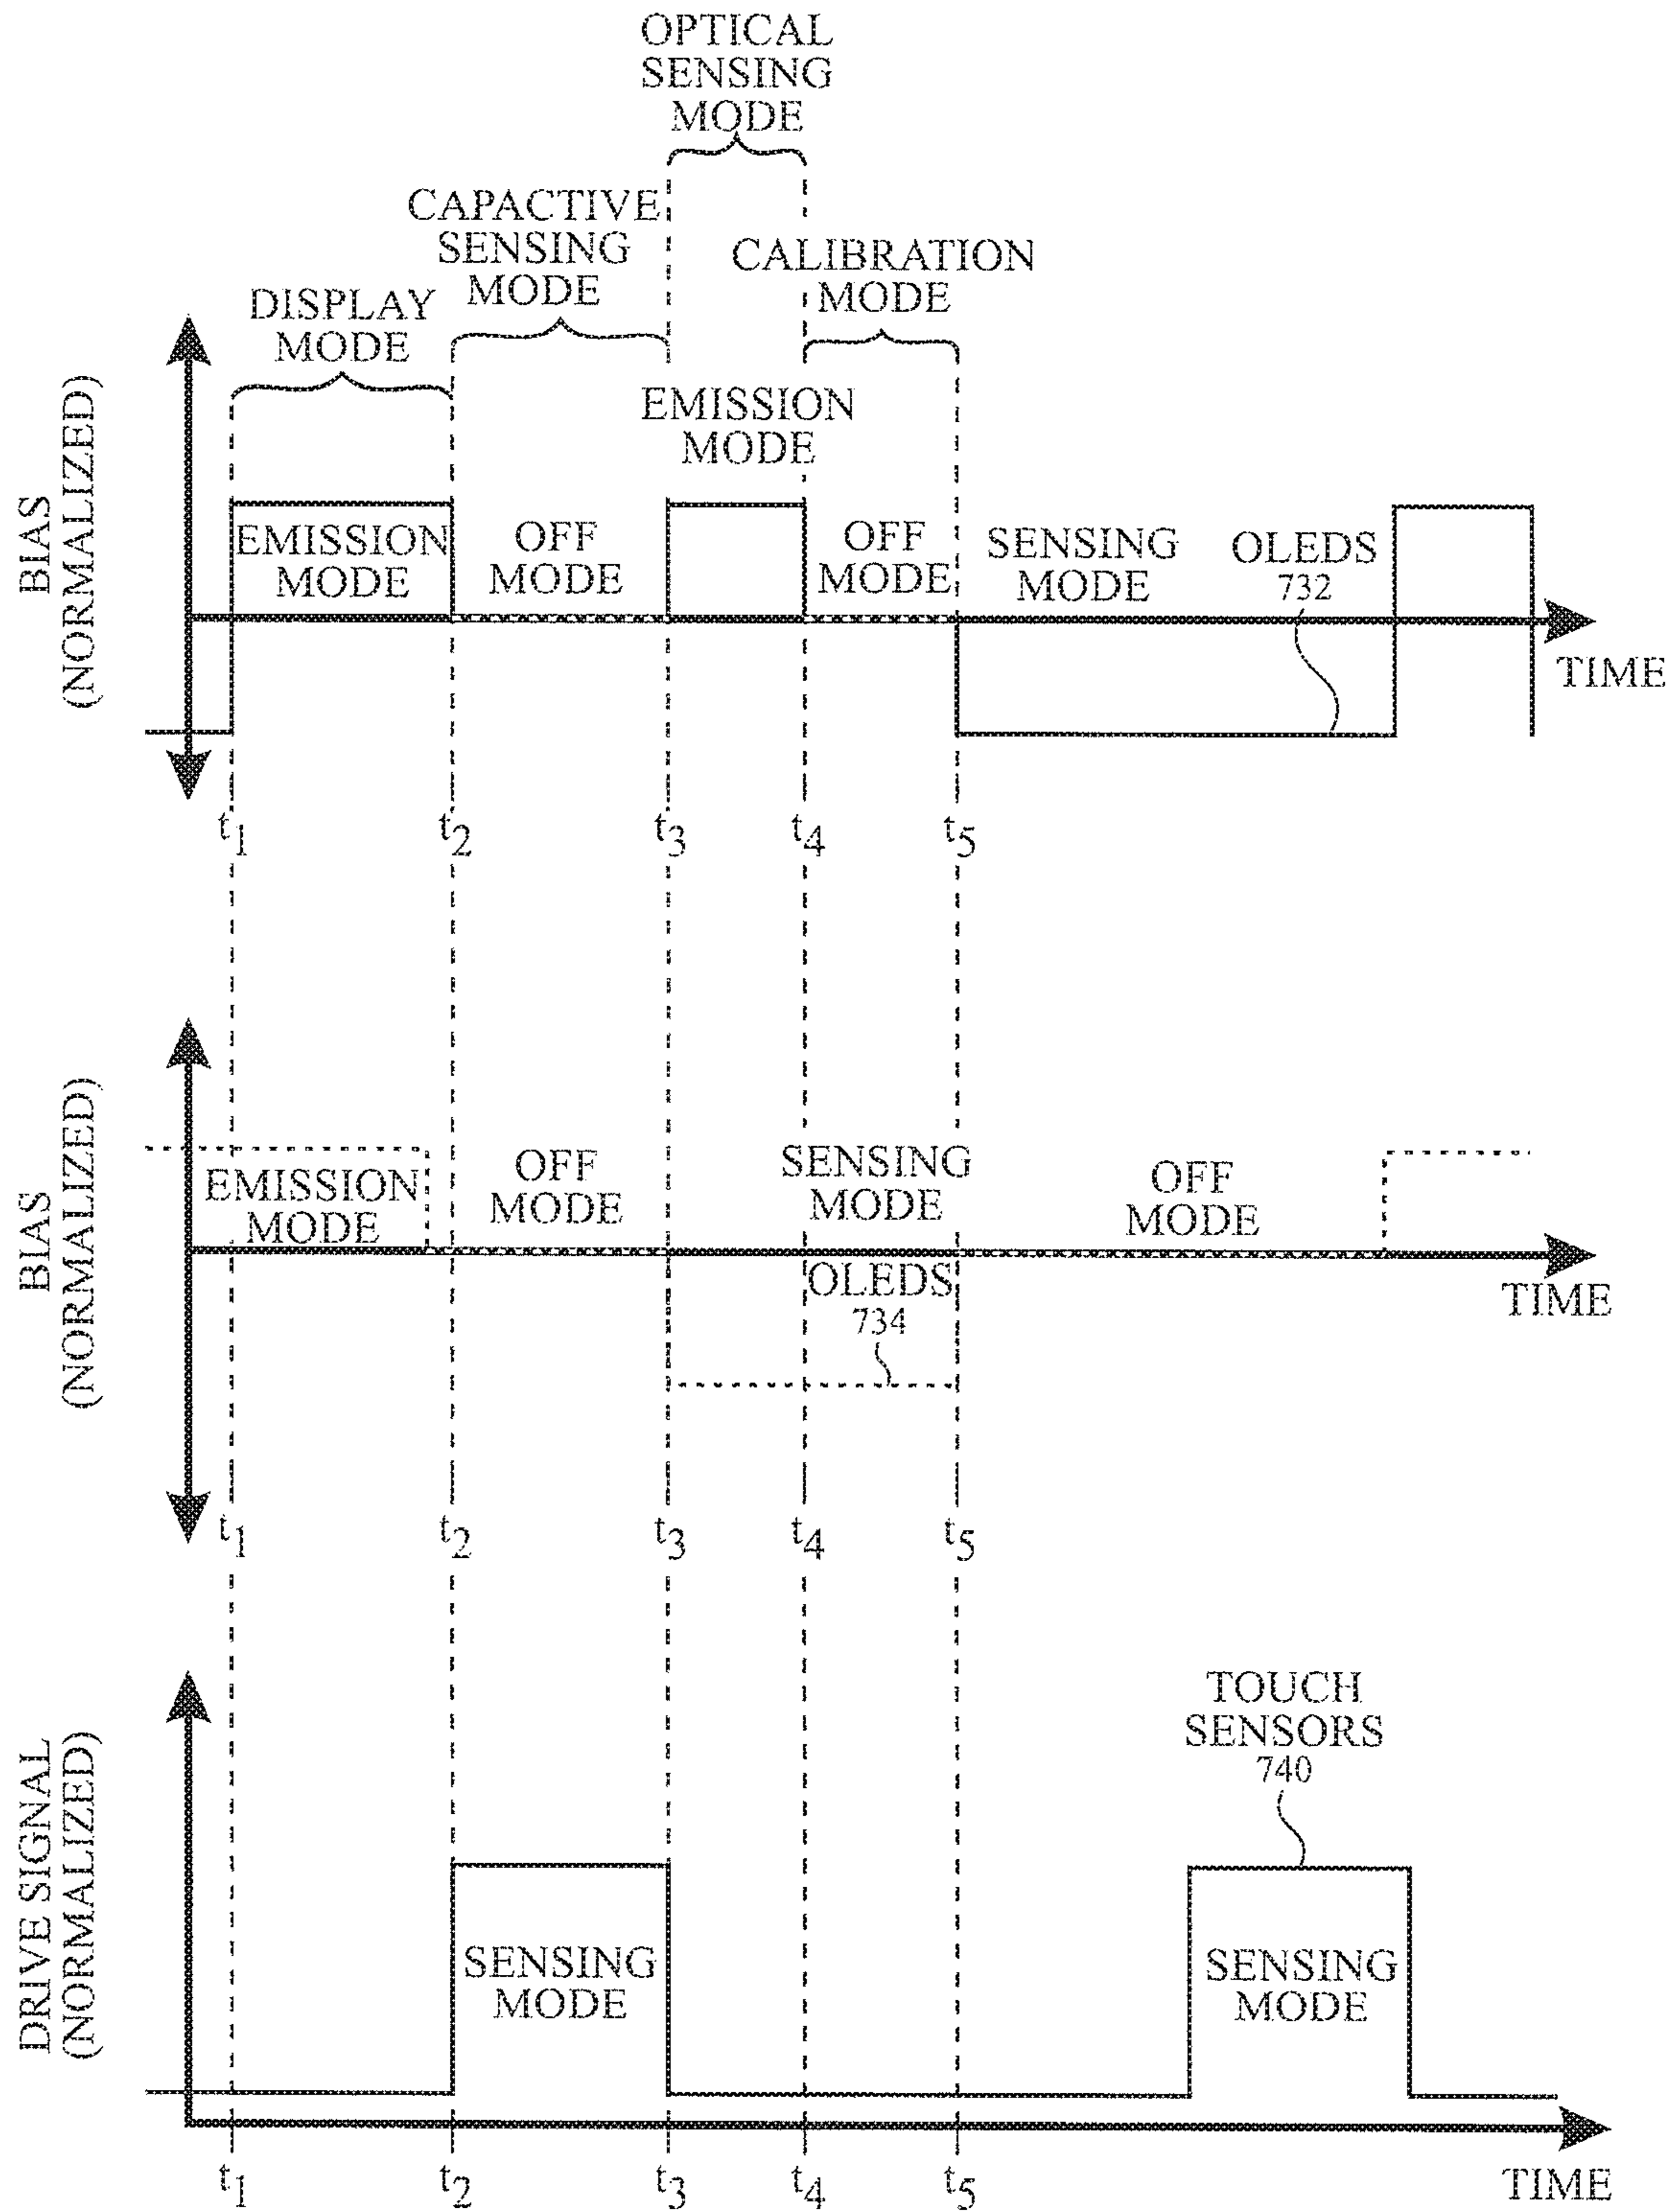 OPTICAL
SENSING
MODE
CAPACTIVE
SENSING
MODE
CALIBRATION
MODE
DISPLAY
MODE
EMISSION
MODE
BIAS
(NORMALIZED)
EMISSION
MODE
OFF
MODE
OFF
MODE
SENSING
MODE
OLEDS
732
TIME
t1 t2 t3 t4 t5
BIAS
(NORMALIZED)
EMISSION
MODE
OFF
MODE
SENSING
MODE
OFF
MODE
OLEDS
734
TIME
t1 t2 t3 t4 t5
DRIVE SIGNAL
(NORMALIZED)
TOUCH
SENSORS
740
SENSING
MODE
SENSING
MODE
t1 t2 t3 t4 t5
TIME